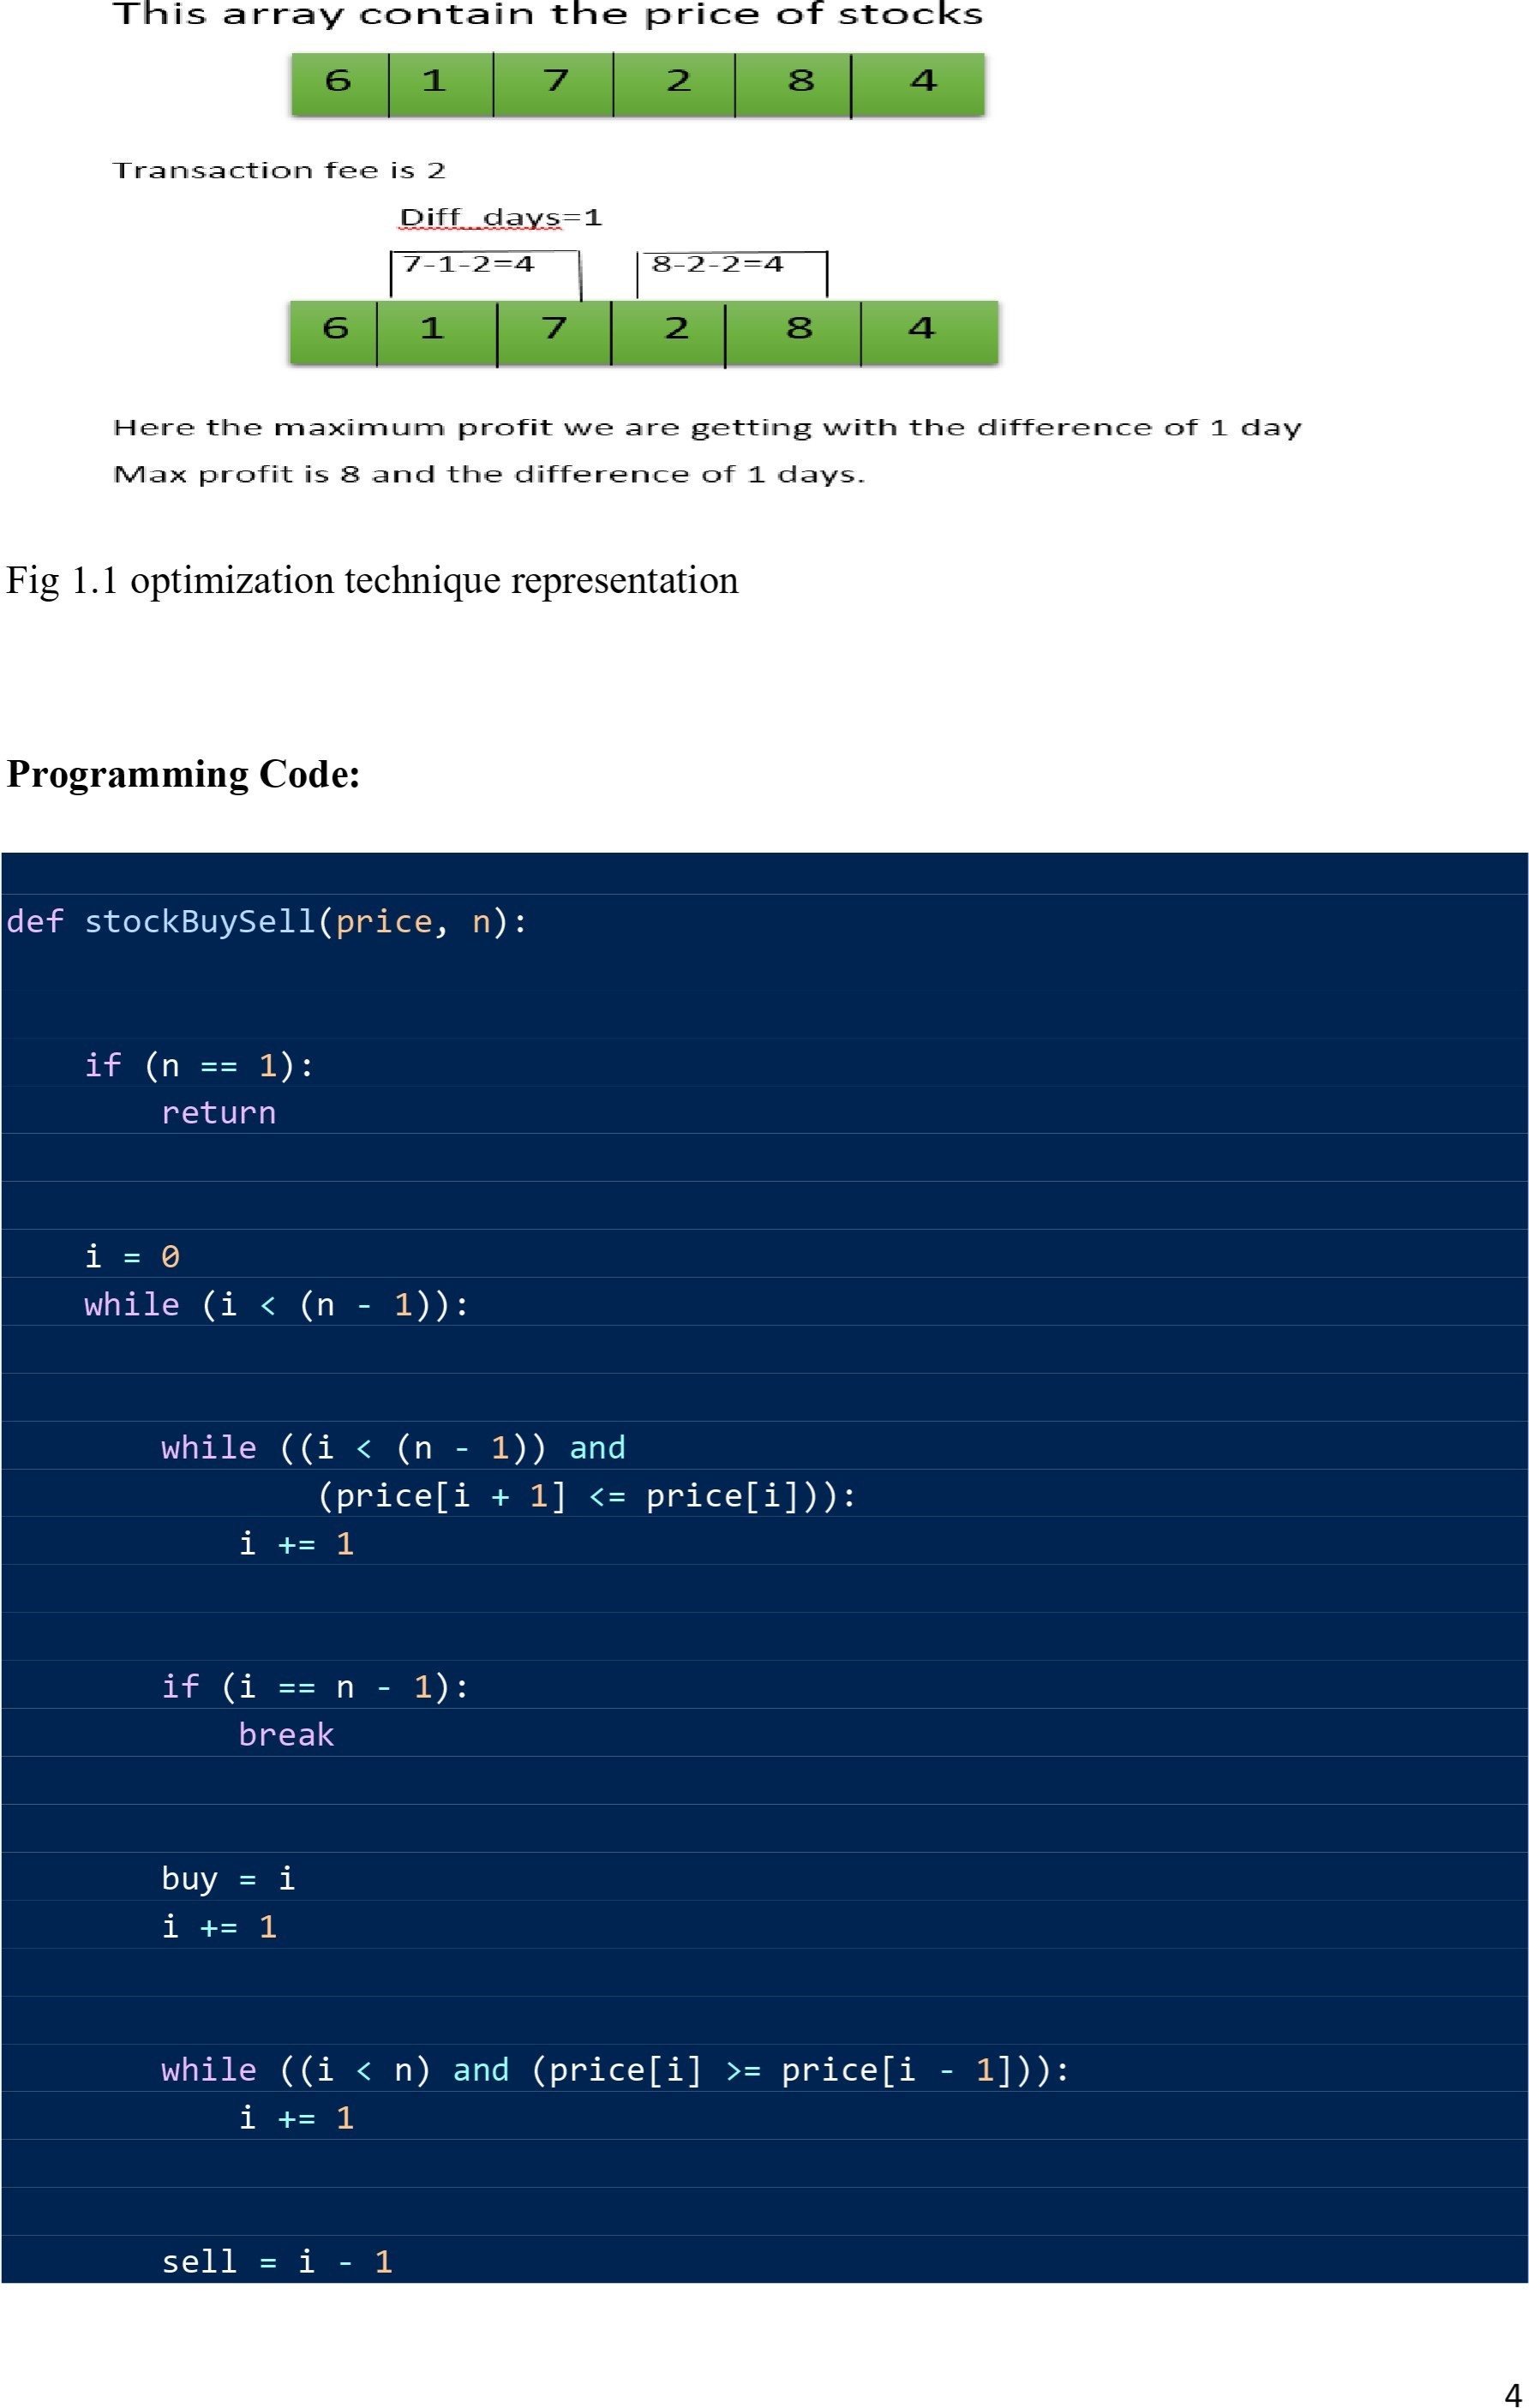 This array contain the price of stocks
6 1 7 2 8 4
Transaction fee is 2
Diff_days=1
7-1-2=4 8-2-2=4
6 1 7 2 8 4
Here the maximum profit we are getting with the difference of 1 day
Max profit is 8 and the difference of 1 days.
Fig 1.1 optimization technique representation
Programming Code:
def stockBuySell(price, n):
    if (n == 1):
        return
    i = 0
    while (i < (n - 1)):
        while ((i < (n - 1)) and
                (price[i + 1] <= price[i])):
            i += 1
        if (i == n - 1):
            break
        buy = i
        i += 1
        while ((i < n) and (price[i] >= price[i - 1])):
            i += 1
        sell = i - 1
4